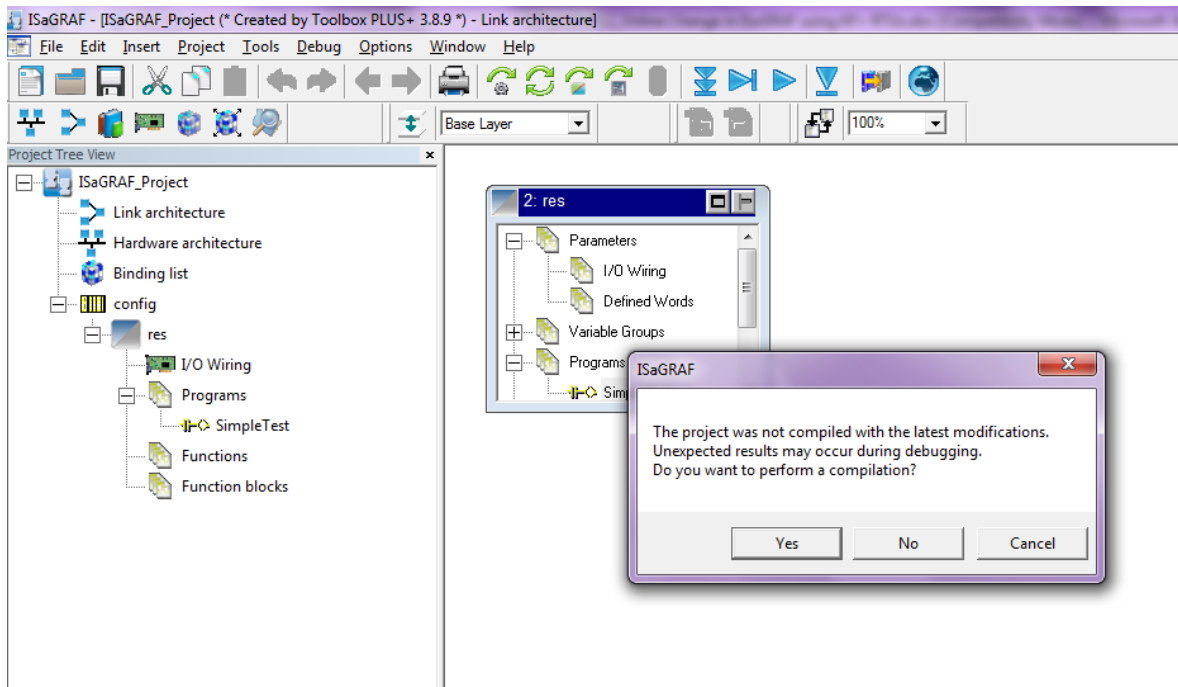 ISaGRAF - [ISaGRAF_Project (* Created by Toolbox PLUS+ 3.8.9 *) - Link architecture]
File Edit Insert Project Tools Debug Options Window Help
Base Layer
100%
Project Tree View
ISaGRAF_Project
Link architecture
Hardware architecture
Binding list
config
res
I/O Wiring
Programs
SimpleTest
Functions
Function blocks
2: res
Parameters
I/O Wiring
Defined Words
Variable Groups
Programs
ISaGRAF
The project was not compiled with the latest modifications.
Unexpected results may occur during debugging.
Do you want to perform a compilation?
Yes No Cancel